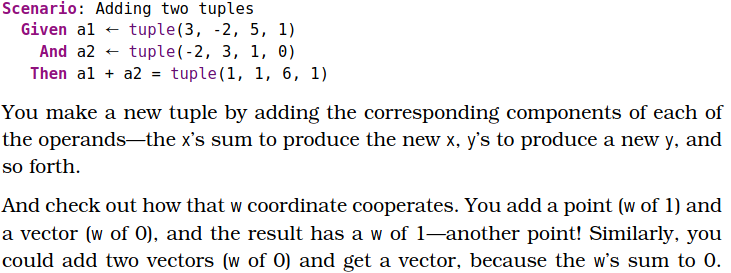 Scenario: Adding two tuples
Given a1 ← tuple(3, -2, 5, 1)
And a2 ← tuple(-2, 3, 1, 0)
Then a1 + a2 = tuple(1, 1, 6, 1)
You make a new tuple by adding the corresponding components of each of
the operands—the x's sum to produce the new x, y's to produce a new y, and
so forth.
And check out how that w coordinate cooperates. You add a point (w of 1) and
a vector (w of 0), and the result has a w of 1—another point! Similarly, you
could add two vectors (w of 0) and get a vector, because the w's sum to 0.